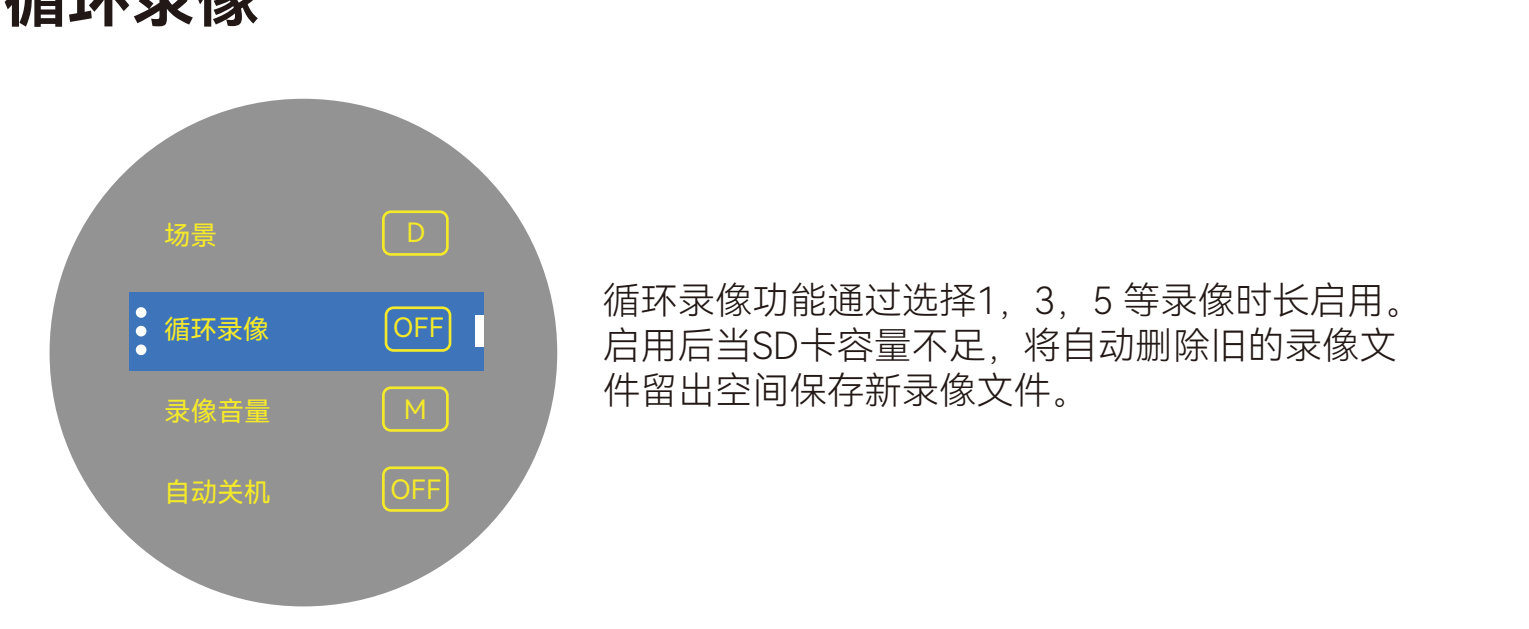 循环录像
场景 D
循环录像 OFF
录像音量 M
自动关机 OFF
循环录像功能通过选择1，3，5 等录像时长启用。
启用后当SD卡容量不足，将自动删除旧的录像文
件留出空间保存新录像文件。